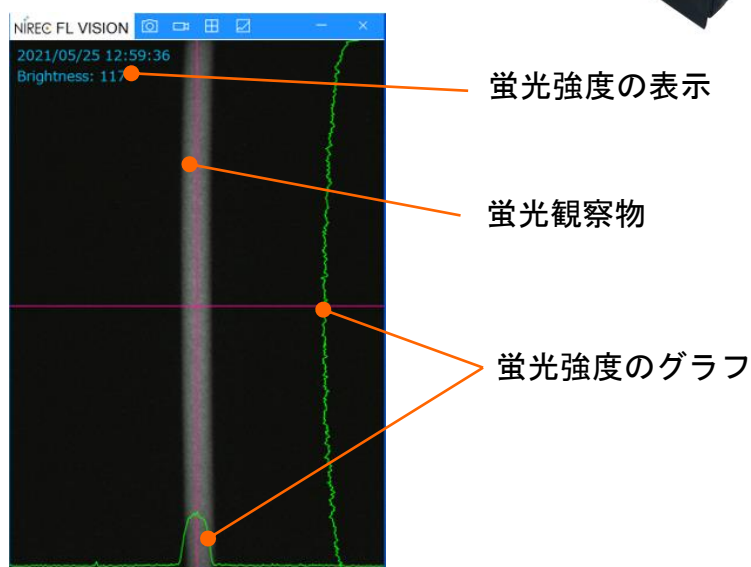 NiREC FL VISION
2021/05/25 12:59:36
Brightness: 117
蛍光強度の表示
蛍光観察物
蛍光強度のグラフ